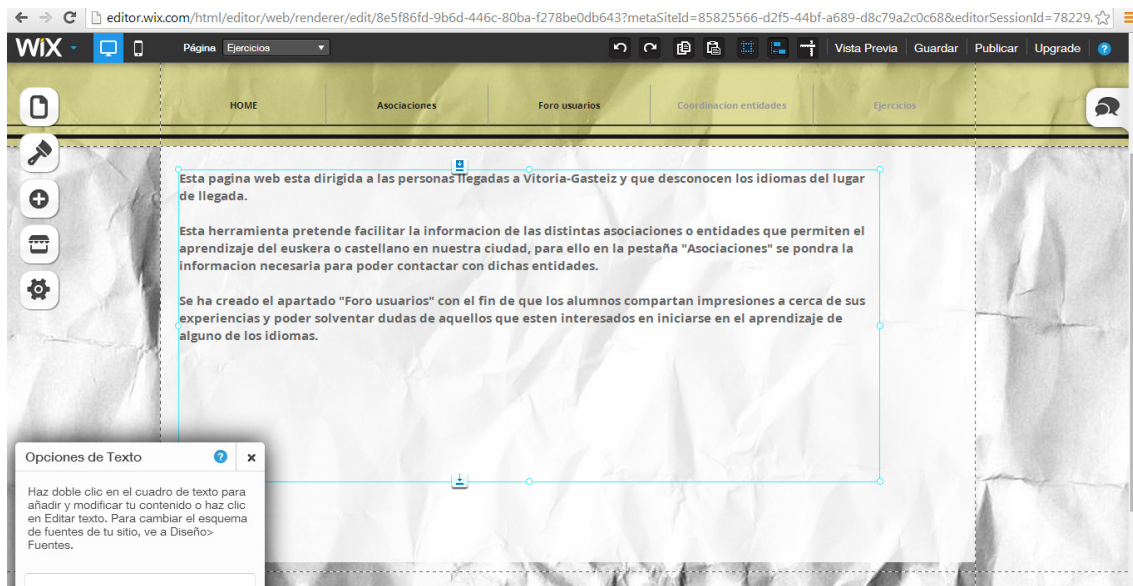 editor.wix.com/html/editor/web/renderer/edit/8e5f86fd-9b6d-446c-80ba-f278be0db643?metaSiteId=85825566-d2f5-44bf-a689-d8c79a2c0c68&editorSessionId=78229.
WiX Página Ejercicios Vista Previa Guardar Publicar Upgrade ?
HOME Asociaciones Foro usuarios Coordinacion entidades Ejercicios
Esta pagina web esta dirigida a las personas llegadas a Vitoria-Gasteiz y que desconocen los idiomas del lugar
de llegada.
Esta herramienta pretende facilitar la informacion de las distintas asociaciones o entidades que permiten el
aprendizaje del euskera o castellano en nuestra ciudad, para ello en la pestaña "Asociaciones" se pondra la
informacion necesaria para poder contactar con dichas entidades.
Se ha creado el apartado "Foro usuarios" con el fin de que los alumnos compartan impresiones a cerca de sus
experiencias y poder solventar dudas de aquellos que esten interesados en iniciarse en el aprendizaje de
alguno de los idiomas.
Opciones de Texto ? x
Haz doble clic en el cuadro de texto para
añadir y modificar tu contenido o haz clic
en Editar texto. Para cambiar el esquema
de fuentes de tu sitio, ve a Diseño>
Fuentes.